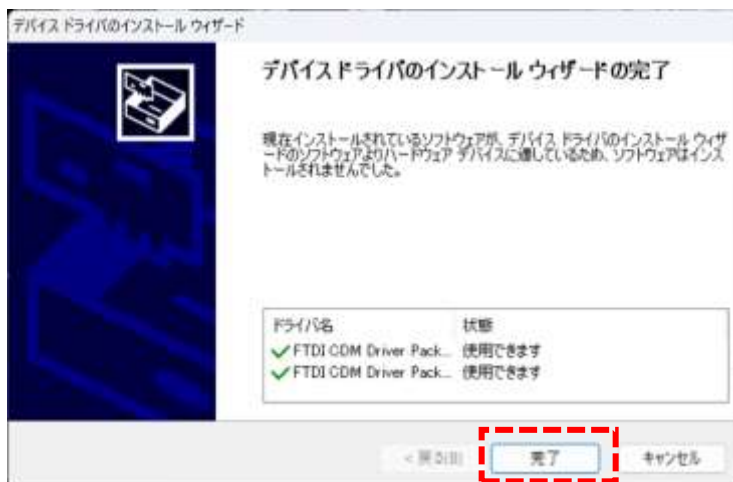 デバイス ドライバのインストール ウィザード
デバイス ドライバのインストール ウィザードの完了
現在インストールされているソフトウェアが、デバイス ドライバのインストール ウィザ
ードのソフトウェアよりハードウェア デバイスに適しているため、ソフトウェアはインス
トールされませんでした。
ドライバ名 状態
FTDI CDM Driver Pack... 使用できます
FTDI CDM Driver Pack... 使用できます
< 戻る(B) 完了 キャンセル